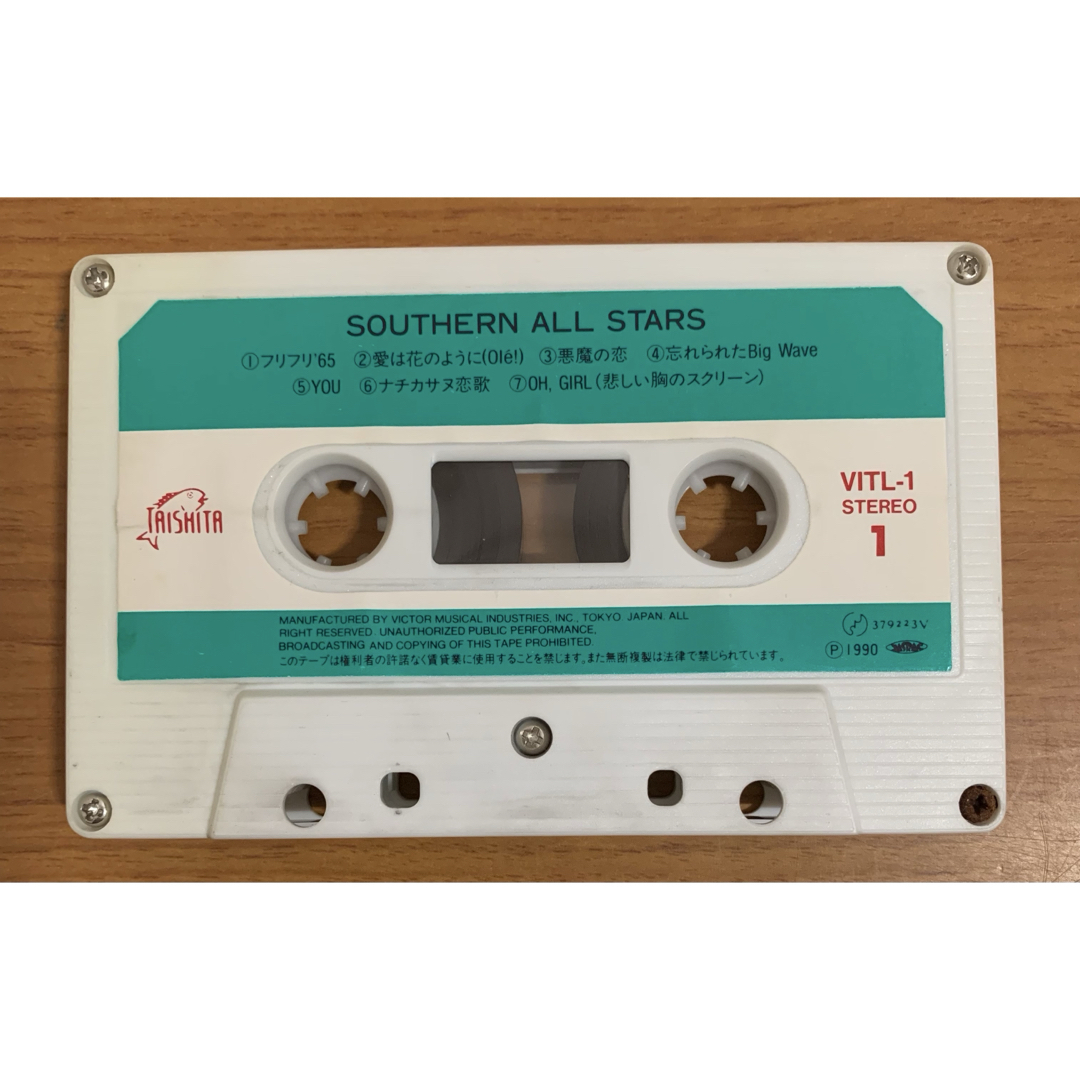 SOUTHERN ALL STARS
①フリフリ'65 ②愛は花のように(Olé!) ③悪魔の恋 ④忘れられたBig Wave
⑤YOU ⑥ナチカサヌ恋歌 ⑦OH, GIRL(悲しい胸のスクリーン)
TAISHITA
VITL-1
STEREO
1
MANUFACTURED BY VICTOR MUSICAL INDUSTRIES, INC., TOKYO, JAPAN. ALL
RIGHT RESERVED. UNAUTHORIZED PUBLIC PERFORMANCE,
BROADCASTING AND COPYING OF THIS TAPE PROHIBITED.
このテープは権利者の許諾なく賃貸業に使用することを禁じます。また無断複製は法律で禁じられています。
379223V
Ⓟ1990